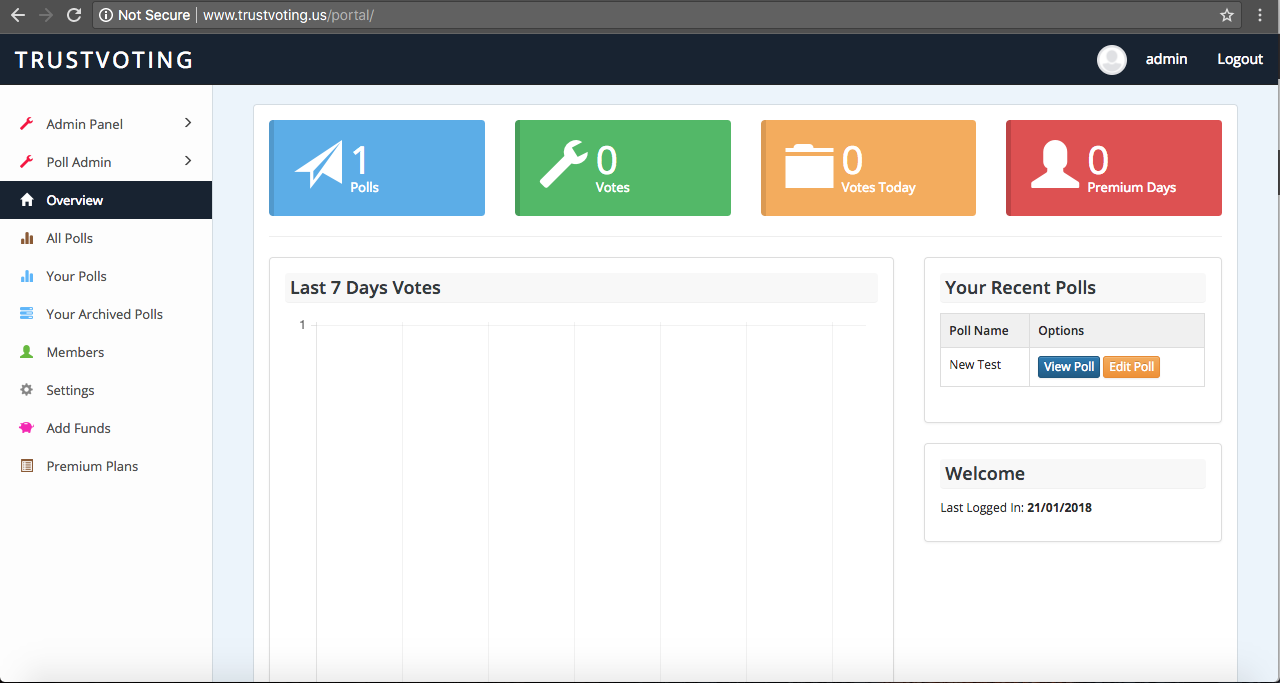 Not Secure | www.trustvoting.us/portal/
TRUSTVOTING
admin
Logout
Admin Panel
Poll Admin
Overview
All Polls
Your Polls
Your Archived Polls
Members
Settings
Add Funds
Premium Plans
1
Polls
0
Votes
0
Votes Today
0
Premium Days
Last 7 Days Votes
1
Your Recent Polls
Poll Name Options
New Test View Poll Edit Poll
Welcome
Last Logged In: 21/01/2018